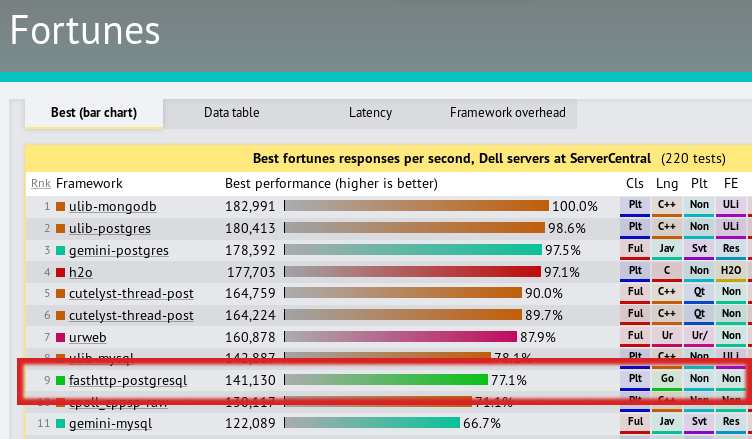 Fortunes
Best (bar chart) Data table Latency Framework overhead
Best fortunes responses per second, Dell servers at ServerCentral (220 tests)
Rnk Framework Best performance (higher is better) Cls Lng Plt FE
1 ulib-mongodb 182,991 100.0% Plt C++ Non ULi
2 ulib-postgres 180,413 98.6% Plt C++ Non ULi
3 gemini-postgres 178,392 97.5% Ful Jav Svt Res
4 h2o 177,703 97.1% Plt C Non H2O
5 cutelyst-thread-post 164,759 90.0% Ful C++ Qt Non
6 cutelyst-thread-post 164,224 89.7% Ful C++ Qt Non
7 urweb 160,878 87.9% Ful Ur Ur/ Non
8 ulib-mysql 142,887 78.1% Plt C++ Non ULi
9 fasthttp-postgresql 141,130 77.1% Plt Go Non Non
10 cpoll_cppsp-raw 130,117 71.1% Plt C++ Non Non
11 gemini-mysql 122,089 66.7% Ful Jav Svt Res